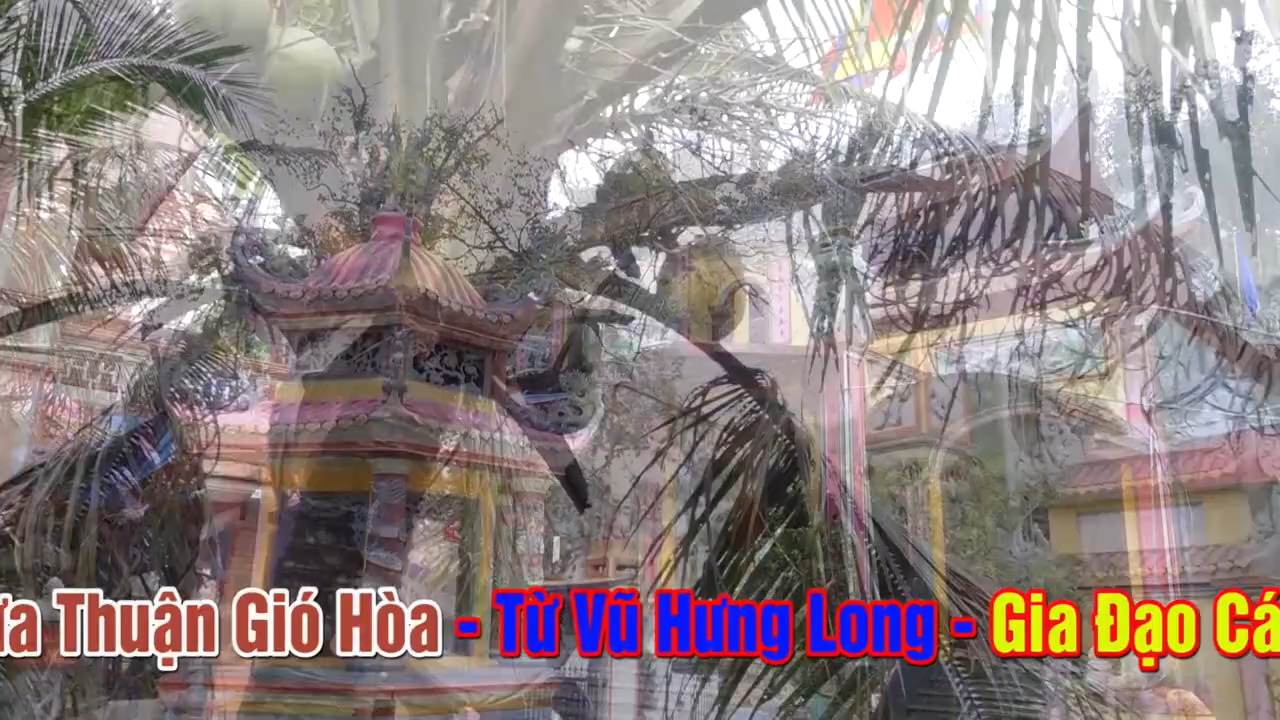 Thuận Gió Hòa - Từ Vũ Hưng Long - Gia Đạo